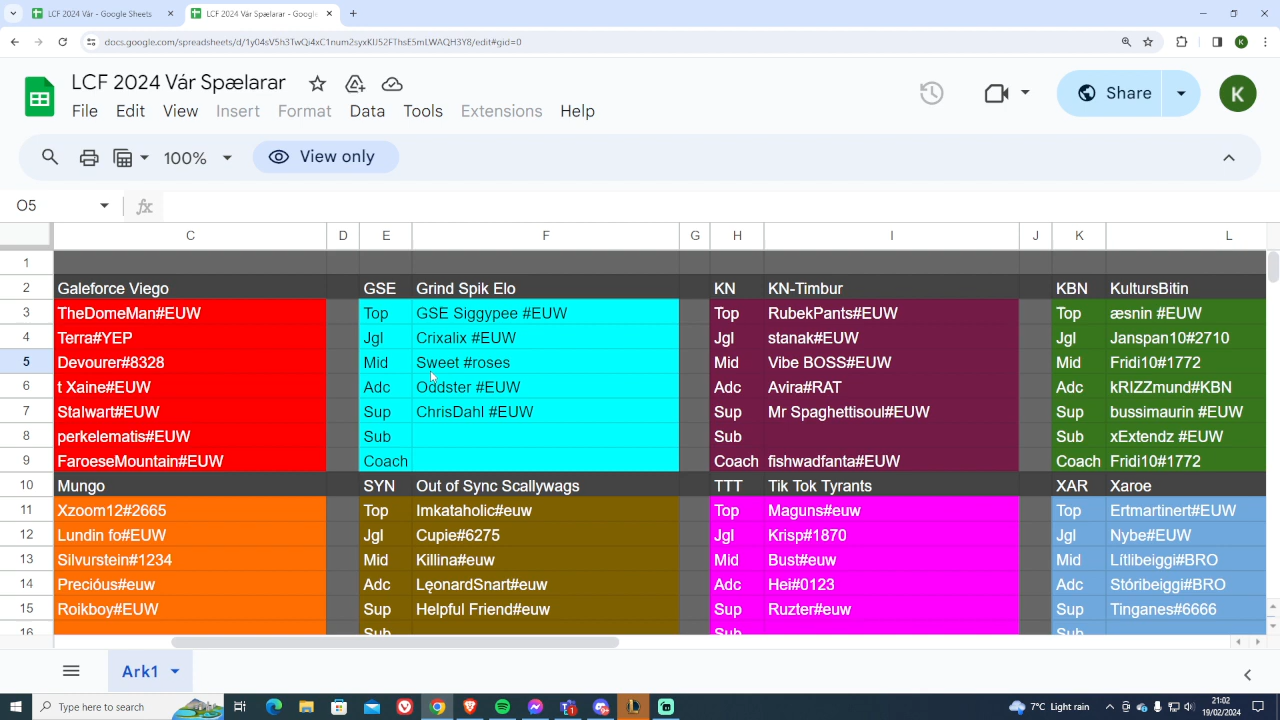 LCF 2024 Vár - Google Sheets
LCF 2024 Vár Spælarar - Google
docs.google.com/spreadsheets/d/1y04sV5h3TwQi4xC1num2syxKlJ52FThsE5mLWAQH3Y8/edit#gid=0
LCF 2024 Vár Spælarar
File Edit View Insert Format Data Tools Extensions Help
Share
K
100% View only
O5 fx
C D E F G H I J K L
1
2 Galeforce Viego GSE Grind Spik Elo KN KN-Timbur KBN KultursBitin
3 TheDomeMan#EUW Top GSE Siggypee #EUW Top RubekPants#EUW Top æsnin #EUW
4 Terra#YEP Jgl Crixalix #EUW Jgl stanak#EUW Jgl Janspan10#2710
5 Devourer#8328 Mid Sweet #roses Mid Vibe BOSS#EUW Mid Fridi10#1772
6 t Xaine#EUW Adc Oddster #EUW Adc Avira#RAT Adc kRIZZmund#KBN
7 Stalwart#EUW Sup ChrisDahl #EUW Sup Mr Spaghettisoul#EUW Sup bussimaurin #EUW
8 perkelematis#EUW Sub Sub Sub xExtendz #EUW
9 FaroeseMountain#EUW Coach Coach fishwadfanta#EUW Coach Fridi10#1772
10 Mungo SYN Out of Sync Scallywags TTT Tik Tok Tyrants XAR Xaroe
11 Xzoom12#2665 Top Imkataholic#euw Top Maguns#euw Top Ertmartinert#EUW
12 Lundin fo#EUW Jgl Cupie#6275 Jgl Krisp#1870 Jgl Nybe#EUW
13 Silvurstein#1234 Mid Killina#euw Mid Bust#euw Mid Lítlibeiggi#BRO
14 Precióus#euw Adc LęonardSnart#euw Adc Hei#0123 Adc Stóribeiggi#BRO
15 Roikboy#EUW Sup Helpful Friend#euw Sup Ruzter#euw Sup Tinganes#6666
16 Sub Sub Sub
Ark1
Type here to search
7°C Light rain
21:02
19/02/2024